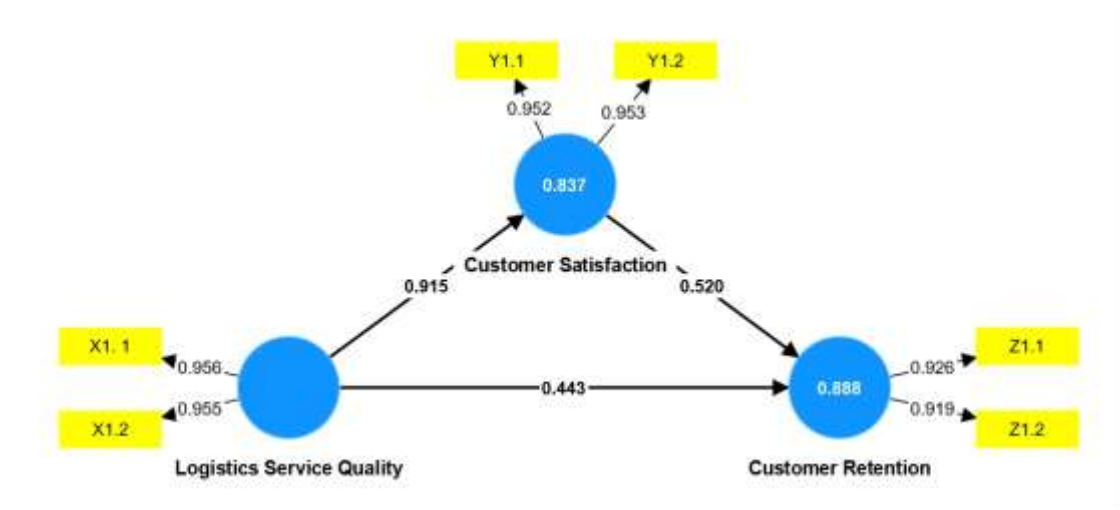 Y1.1
Y1.2
0.952
0.953
0.837
Customer Satisfaction
0.915
0.520
X1. 1
0.956
0.955
X1.2
0.443
0.888
0.926
Z1.1
0.919
Z1.2
Logistics Service Quality
Customer Retention